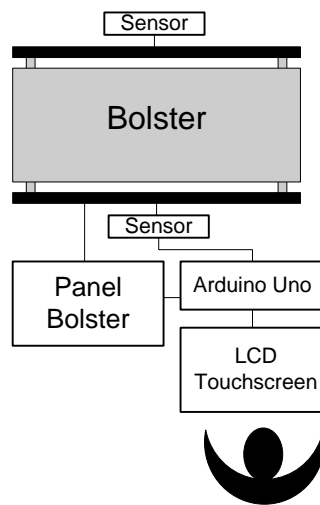 Sensor
Bolster
Sensor
Panel
Bolster
Arduino Uno
LCD
Touchscreen